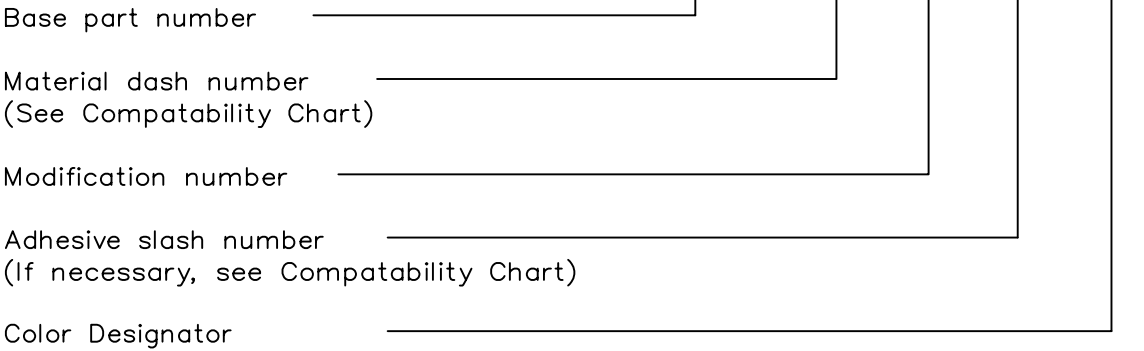 Base part number
Material dash number
(See Compatability Chart)
Modification number
Adhesive slash number
(If necessary, see Compatability Chart)
Color Designator